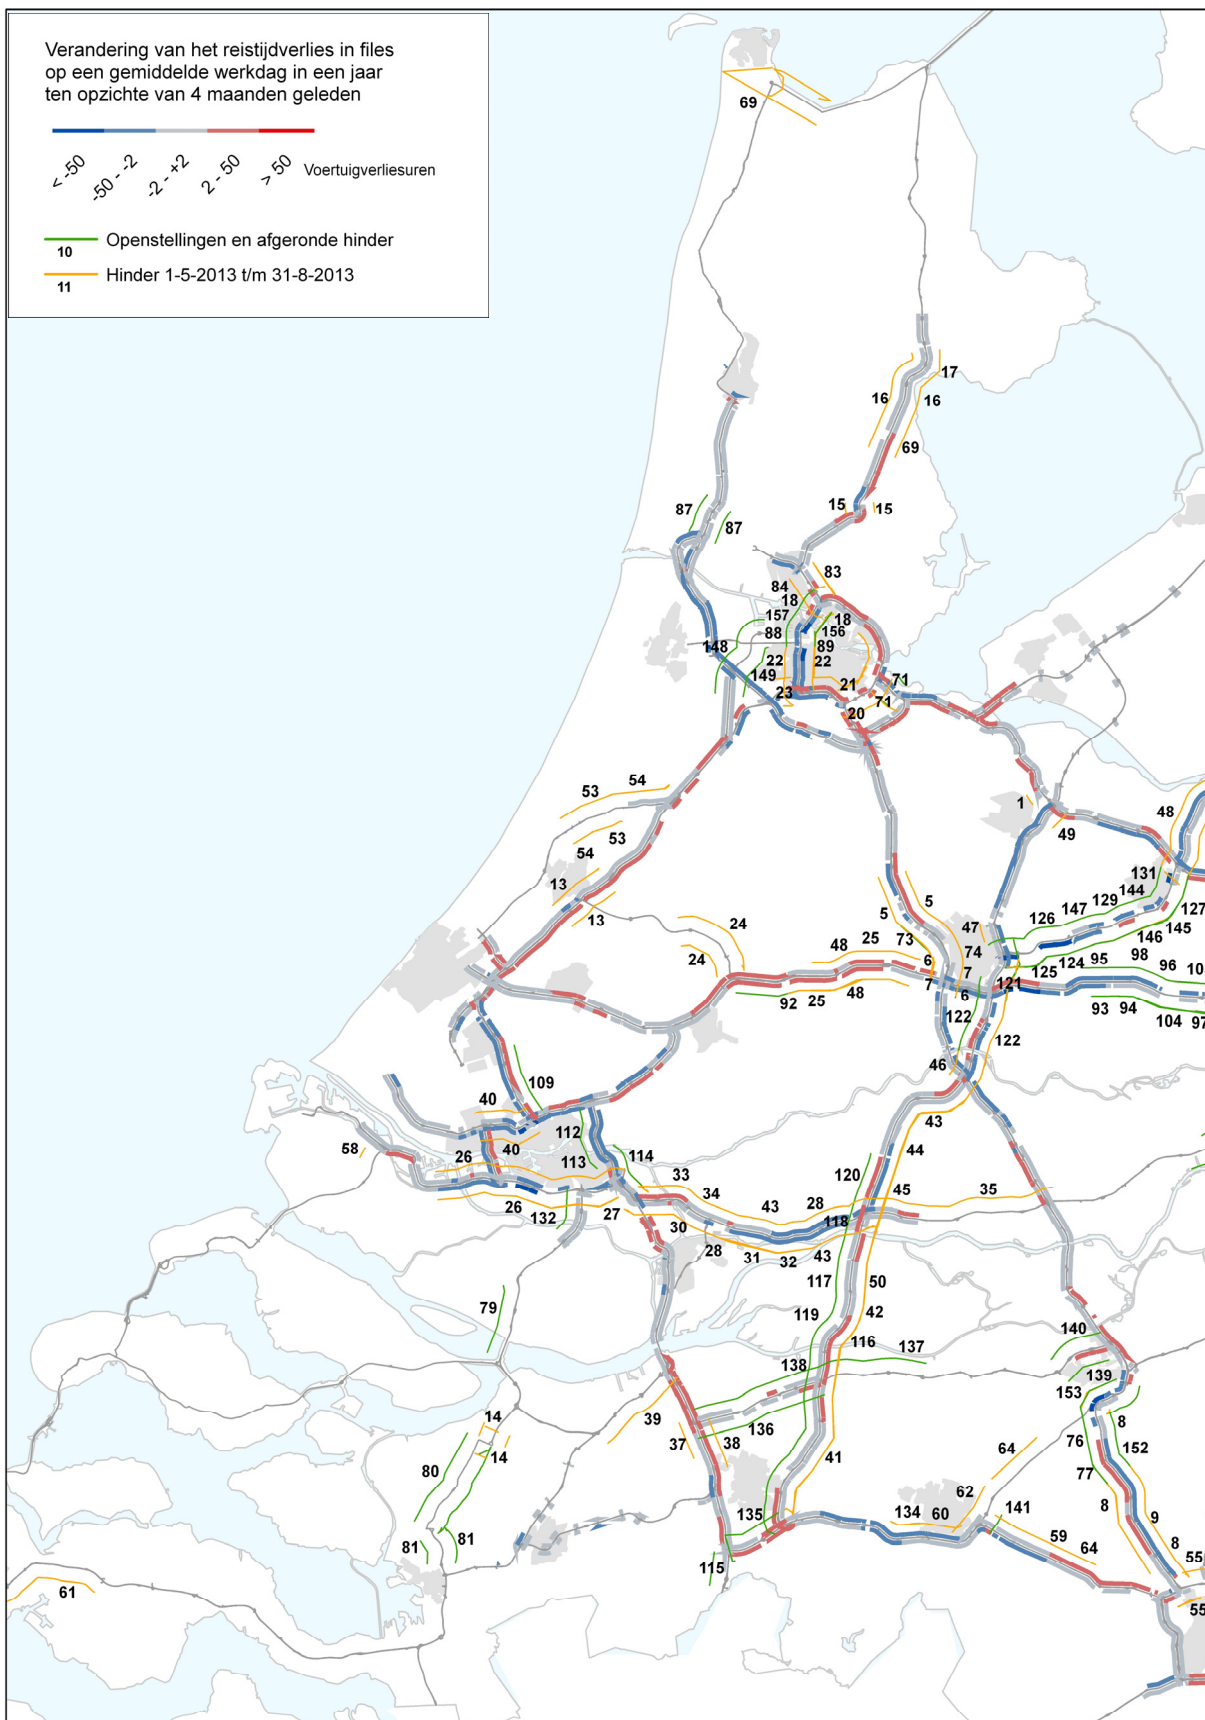 Verandering van het reistijdverlies in files
op een gemiddelde werkdag in een jaar
ten opzichte van 4 maanden geleden
< -50 -50 - -2 -2 - +2 2 - 50 > 50 Voertuigverliesuren
10 Openstellingen en afgeronde hinder
11 Hinder 1-5-2013 t/m 31-8-2013
69
17
16 16
69
87 15 15
87
83
84
18
157 18
88 156
148 89
22 22
149 71
23 21 71
20
54
53
1 48
53 49
54
13 131
5 144
13 129
5 147 127
24 126
47 145
25 73 146
48 74
24 6 98
7 95 96
7 124 10
125
6 121
92 25 48 93 94 104 97
122
122
46
109
40 43
112
40 44
58 26 113 114 120
33
34 45 35
43 28
26 132 27 30 118
28 31 32 43
117 50
79 119 42
116 137 140
138 139
153
14 39 136 8
37 38 76 152
14 41 64
80 77
62
135 134 60 141 8 9
81 81 59 8
64
115 55
61
55